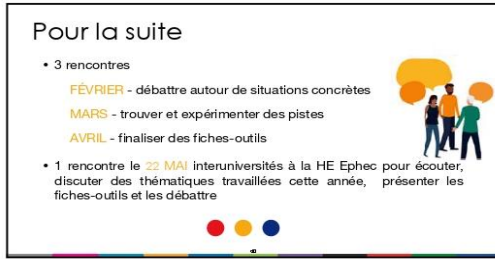 Pour la suite
• 3 rencontres
FÉVRIER - débattre autour de situations concrètes
MARS - trouver et expérimenter des pistes
AVRIL - finaliser des fiches-outils
• 1 rencontre le 22 MAI interuniversités à la HE Ephec pour écouter,
discuter des thématiques travaillées cette année, présenter les
fiches-outils et les débattre